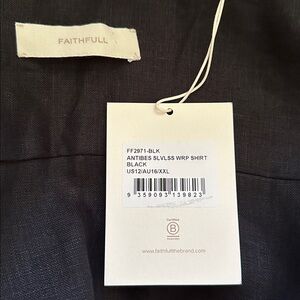 FAITHFULL
FF2971-BLK
ANTIBES SLVLSS WRP SHIRT
BLACK
US12/AU16/XXL
9 359093 139823
Certified
B
Corporation
www.faithfullthebrand.com